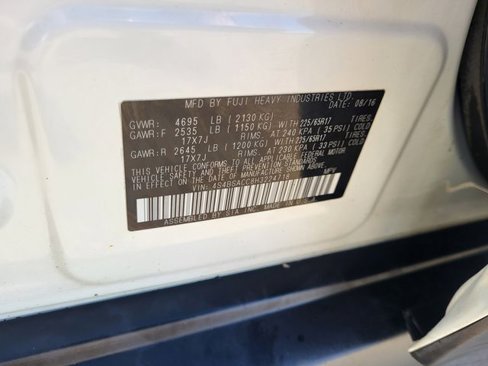 MFD BY FUJI HEAVY INDUSTRIES LTD.
DATE: 08/16
GVWR: 4695 LB (2130 KG)
GAWR:F 2535 LB (1150 KG) WITH 225/65R17 TIRES,
17X7J RIMS, AT 240 KPA (35 PSI) COLD
GAWR:R 2645 LB (1200 KG) WITH 225/65R17 TIRES,
17X7J RIMS, AT 230 KPA (33 PSI) COLD
THIS VEHICLE CONFORMS TO ALL APPLICABLE FEDERAL MOTOR
VEHICLE SAFETY STANDARDS IN EFFECT ON THE DATE OF
MANUFACTURE SHOWN ABOVE.
VIN: MPV
ASSEMBLED BY SIA INC. MADE IN U.S.A.